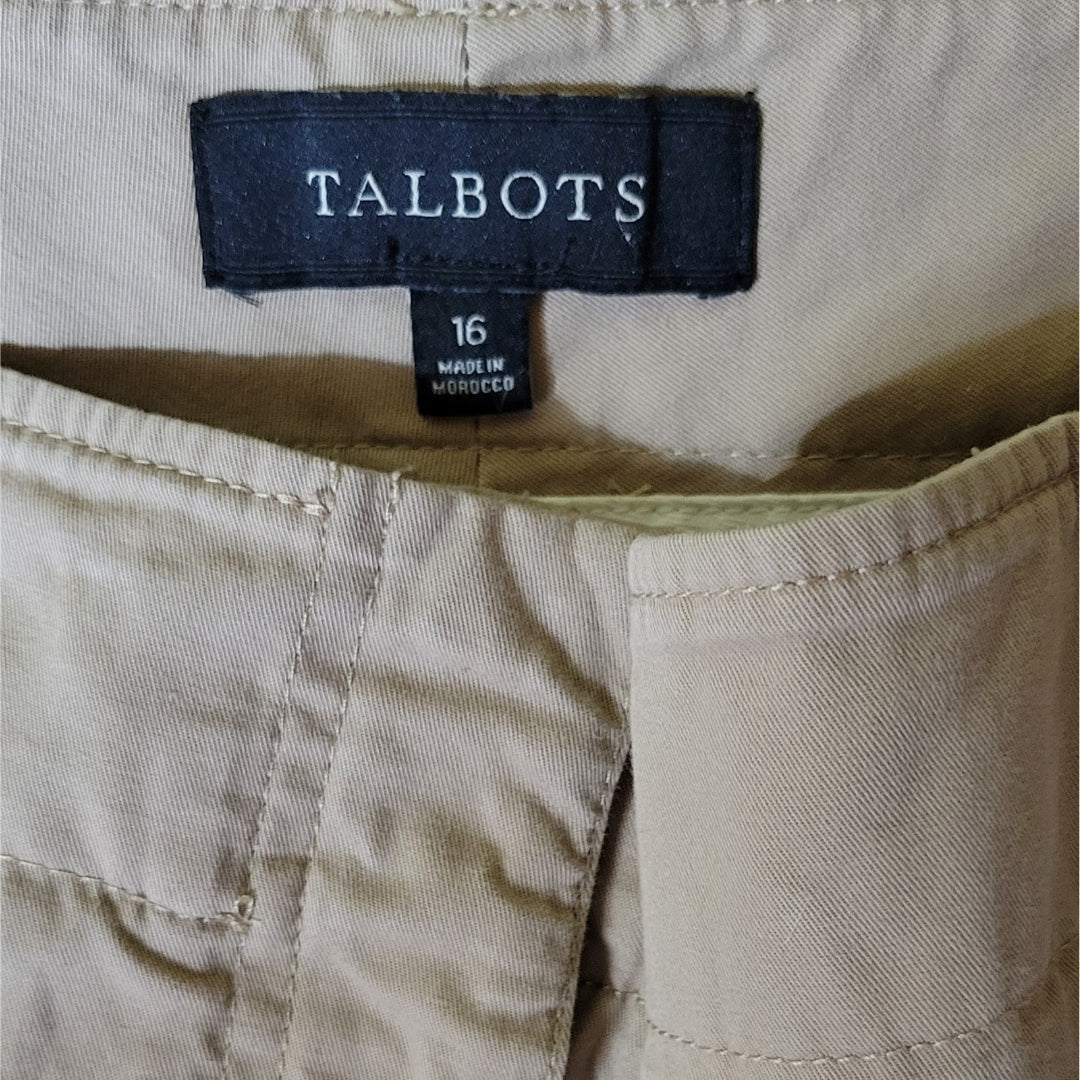 TALBOTS
16
MADE IN
MOROCCO